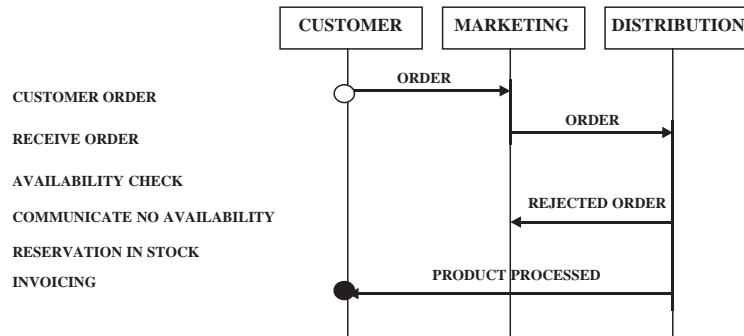 CUSTOMER MARKETING DISTRIBUTION
ORDER
CUSTOMER ORDER
ORDER
RECEIVE ORDER
AVAILABILITY CHECK
REJECTED ORDER
COMMUNICATE NO AVAILABILITY
RESERVATION IN STOCK
PRODUCT PROCESSED
INVOICING